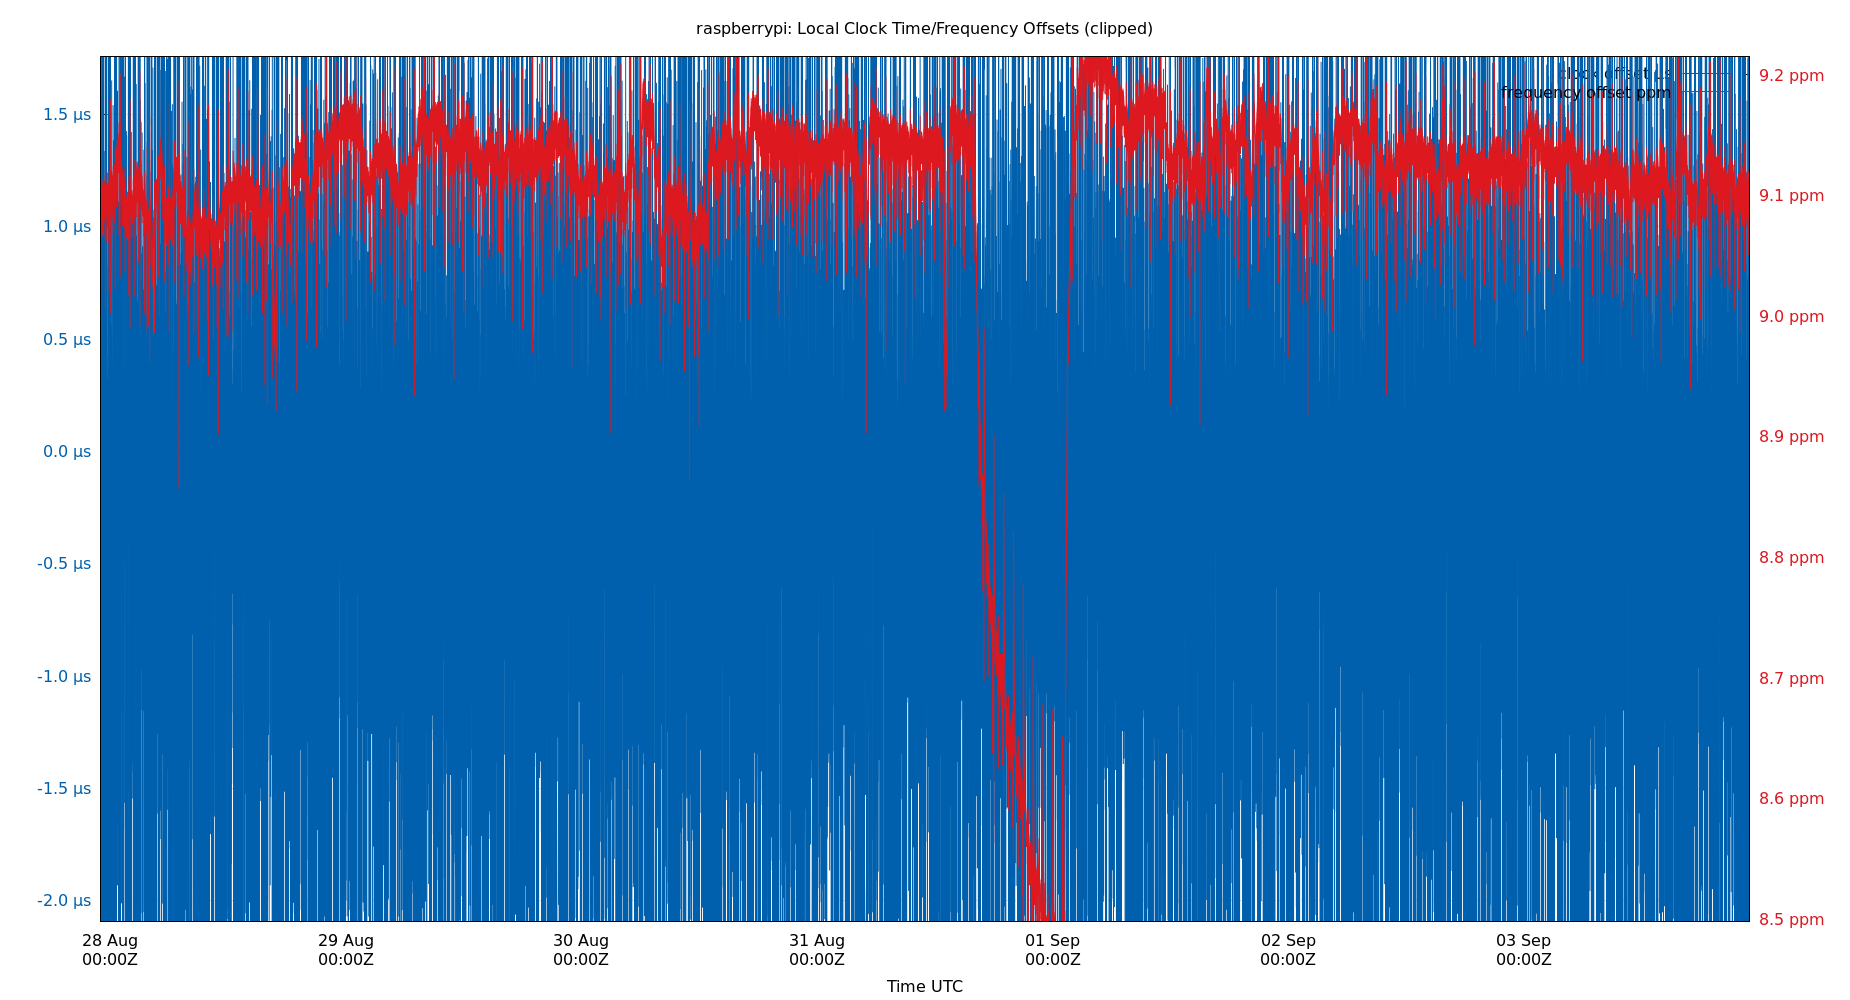 raspberrypi: Local Clock Time/Frequency Offsets (clipped)
clock offset μs
frequency offset ppm
1.5 μs
1.0 μs
0.5 μs
0.0 μs
-0.5 μs
-1.0 μs
-1.5 μs
-2.0 μs
9.2 ppm
9.1 ppm
9.0 ppm
8.9 ppm
8.8 ppm
8.7 ppm
8.6 ppm
8.5 ppm
28 Aug 29 Aug 30 Aug 31 Aug 01 Sep 02 Sep 03 Sep
00:00Z 00:00Z 00:00Z 00:00Z 00:00Z 00:00Z 00:00Z
Time UTC